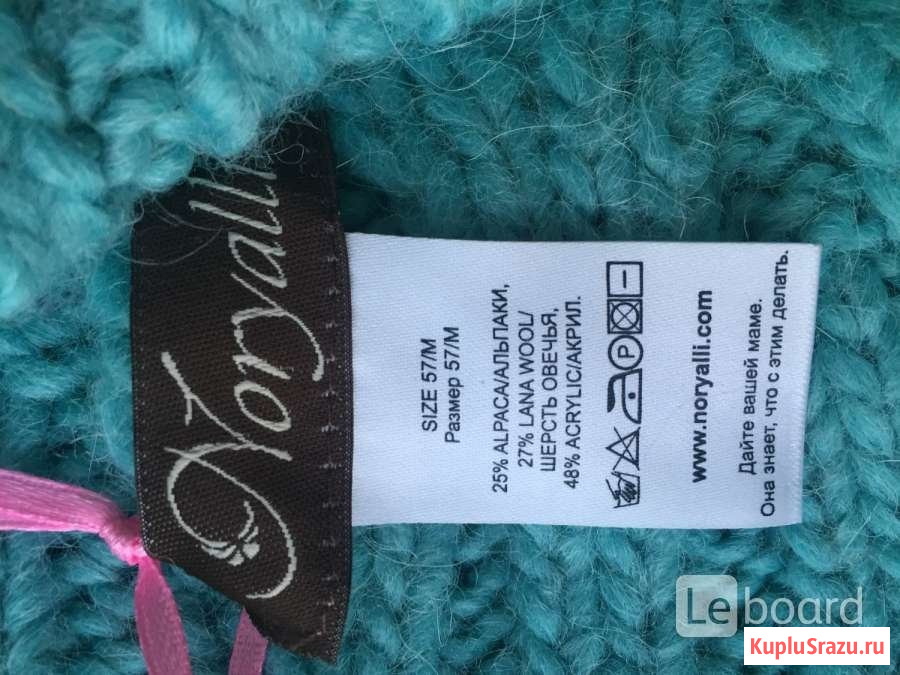 Noryalli
SIZE 57/M
Размер 57/M
25% ALPACA/АЛЬПАКИ,
27% LANA WOOL/
ШЕРСТЬ ОВЕЧЬЯ,
48% ACRYLIC/АКРИЛ.
P
www.noryalli.com
Дайте вашей маме.
Она знает, что с этим делать.
Le board
KupluSrazu.ru